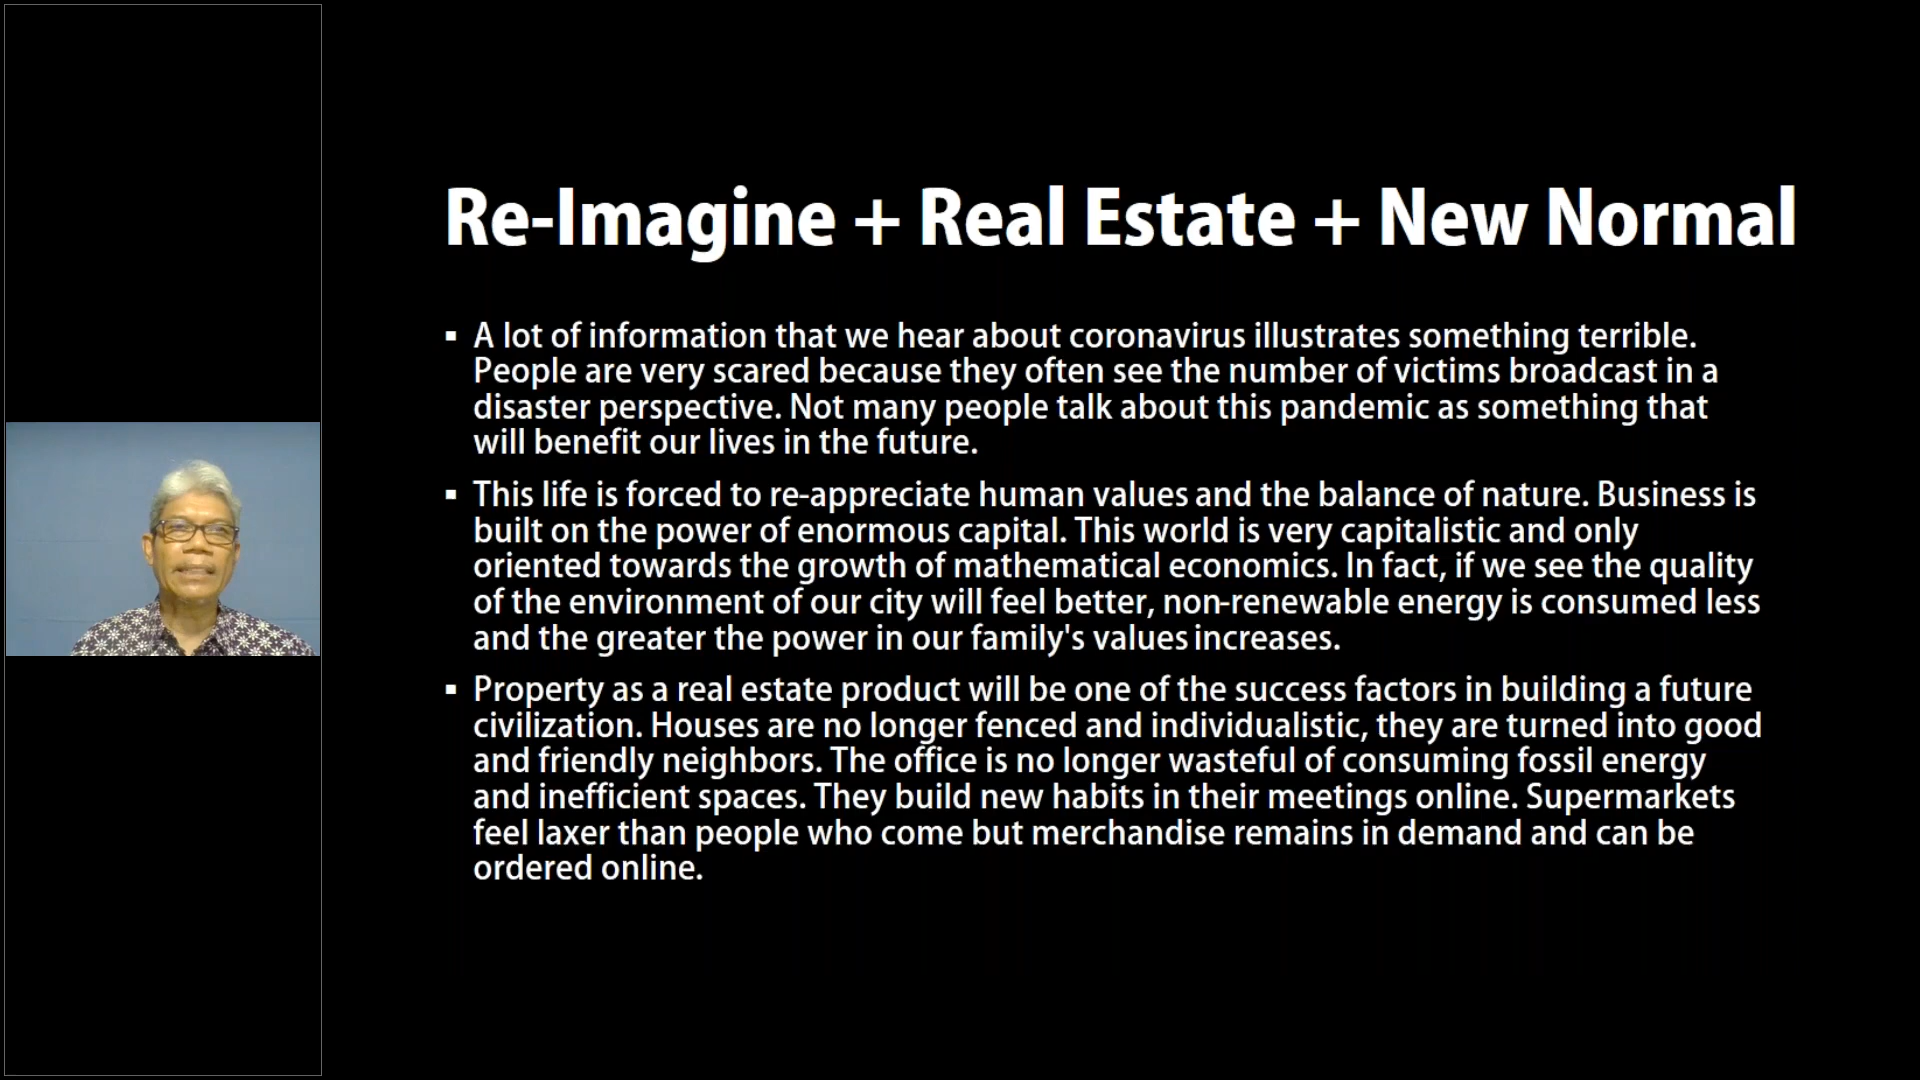 Re-Imagine + Real Estate + New Normal
▪ A lot of information that we hear about coronavirus illustrates something terrible.
People are very scared because they often see the number of victims broadcast in a
disaster perspective. Not many people talk about this pandemic as something that
will benefit our lives in the future.
▪ This life is forced to re-appreciate human values and the balance of nature. Business is
built on the power of enormous capital. This world is very capitalistic and only
oriented towards the growth of mathematical economics. In fact, if we see the quality
of the environment of our city will feel better, non-renewable energy is consumed less
and the greater the power in our family's values increases.
▪ Property as a real estate product will be one of the success factors in building a future
civilization. Houses are no longer fenced and individualistic, they are turned into good
and friendly neighbors. The office is no longer wasteful of consuming fossil energy
and inefficient spaces. They build new habits in their meetings online. Supermarkets
feel laxer than people who come but merchandise remains in demand and can be
ordered online.